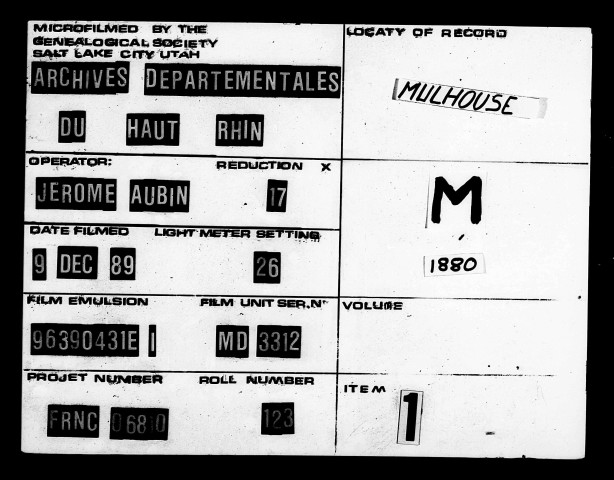 MICROFILMED BY THE
GENEALOGICAL SOCIETY
SALT LAKE CITY UTAH
ARCHIVES DEPARTEMENTALES
DU HAUT RHIN
OPERATOR: REDUCTION X
JEROME AUBIN 17
DATE FILMED LIGHT METER SETTING
9 DEC 89 26
FILM EMULSION FILM UNIT SER.N°
96390431E I MD 3312
PROJET NUMBER ROLL NUMBER
FRNC 06810 123
LOCATY OF RECORD
MULHOUSE
M
1880
VOLUME
ITEM 1